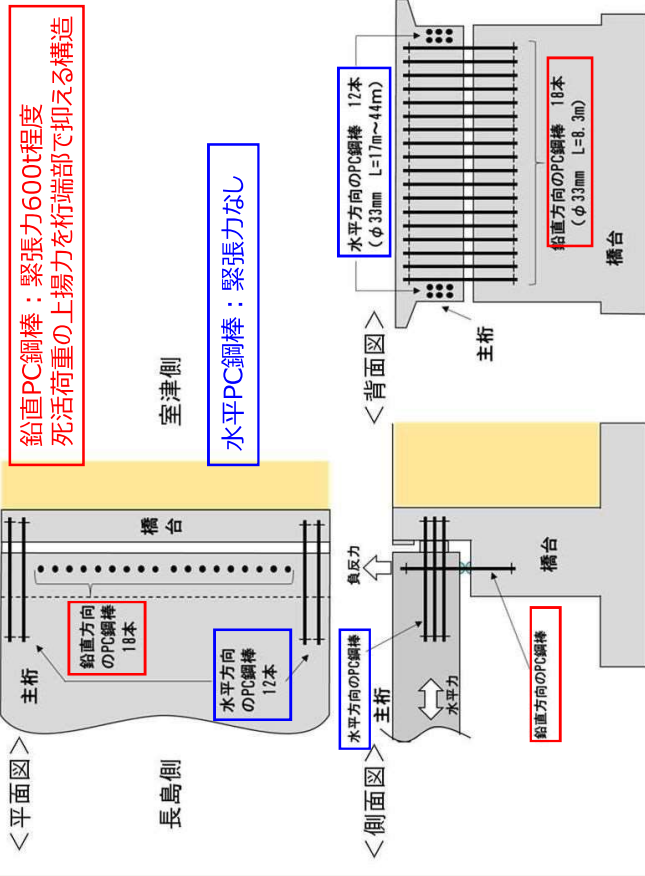 鉛直PC鋼棒：緊張力600t程度
死活荷重の上揚力を桁端部で抑える構造
水平PC鋼棒：緊張力なし
＜平面図＞
長島側
室津側
主桁
橋台
鉛直方向
のPC鋼棒
18本
水平方向
のPC鋼棒
12本
＜側面図＞
水平方向のPC鋼棒
主桁
水平力
負反力
鉛直方向のPC鋼棒
橋台
＜背面図＞
水平方向のPC鋼棒　12本
（φ33mm　L=17m～44m）
主桁
鉛直方向のPC鋼棒　18本
（φ33mm　L=8.3m）
橋台